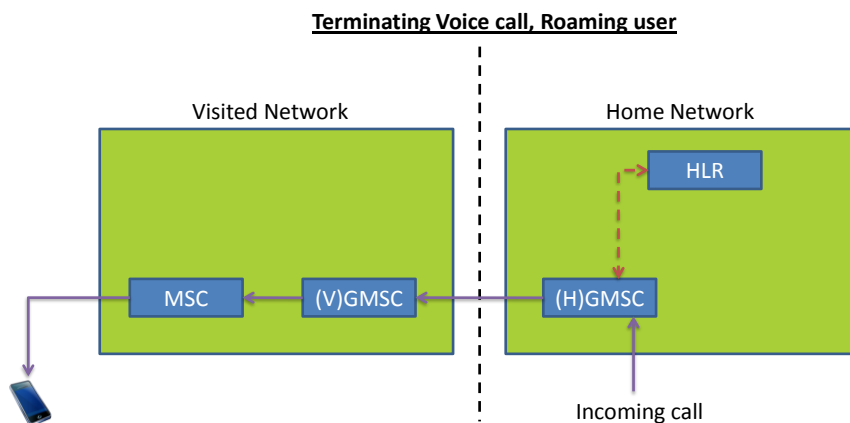 Terminating Voice call, Roaming user
Visited Network
Home Network
HLR
MSC
(V)GMSC
(H)GMSC
Incoming call